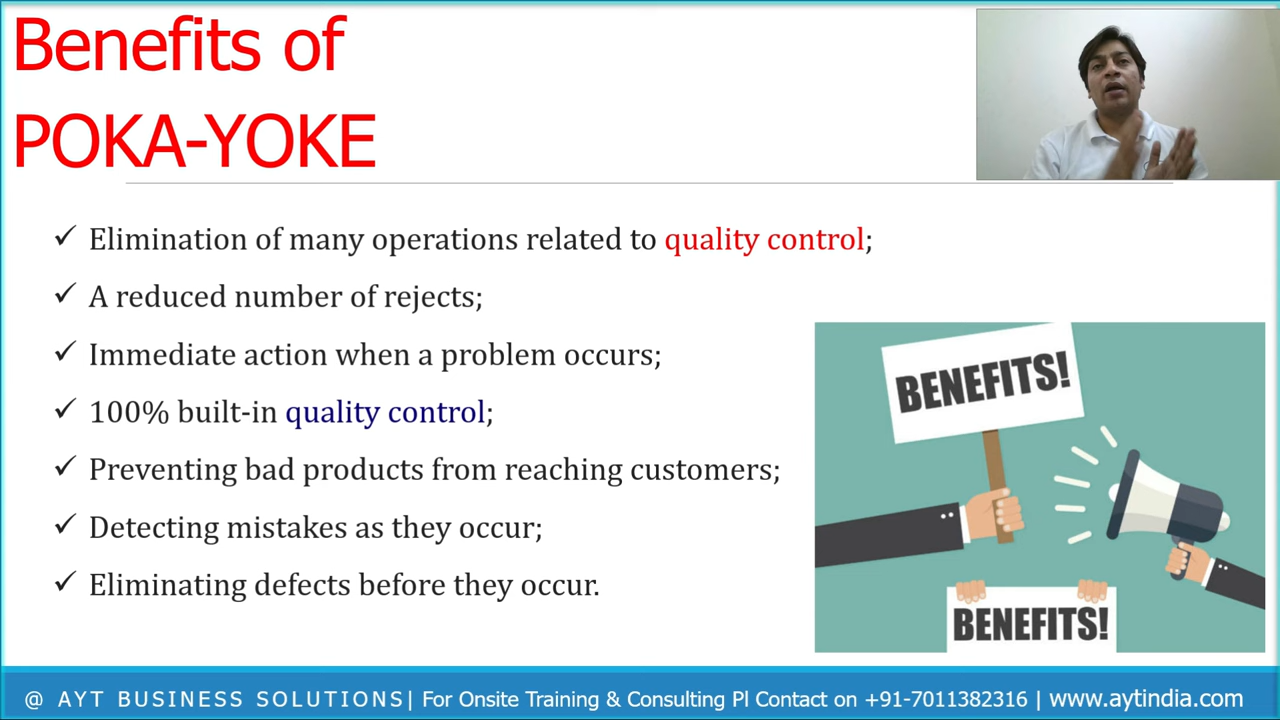 Benefits of
POKA-YOKE
✓ Elimination of many operations related to quality control;
✓ A reduced number of rejects;
✓ Immediate action when a problem occurs;
✓ 100% built-in quality control;
✓ Preventing bad products from reaching customers;
✓ Detecting mistakes as they occur;
✓ Eliminating defects before they occur.
BENEFITS!
BENEFITS!
@ AYT BUSINESS SOLUTIONS| For Onsite Training & Consulting Pl Contact on +91-7011382316 | www.aytindia.com